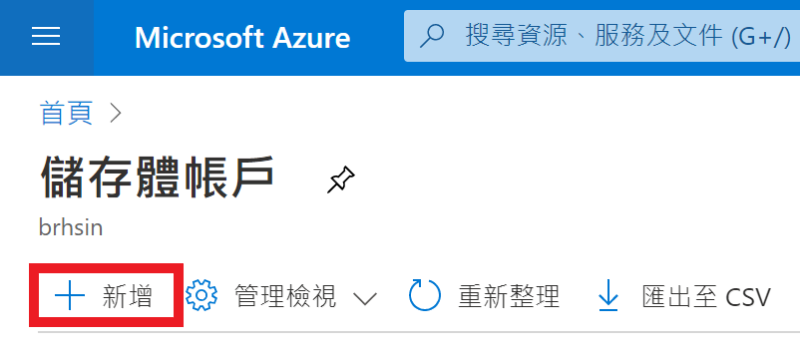 Microsoft Azure
搜尋資源、服務及文件 (G+/)
首頁 >
儲存體帳戶
brhsin
新增 管理檢視 重新整理 匯出至 CSV